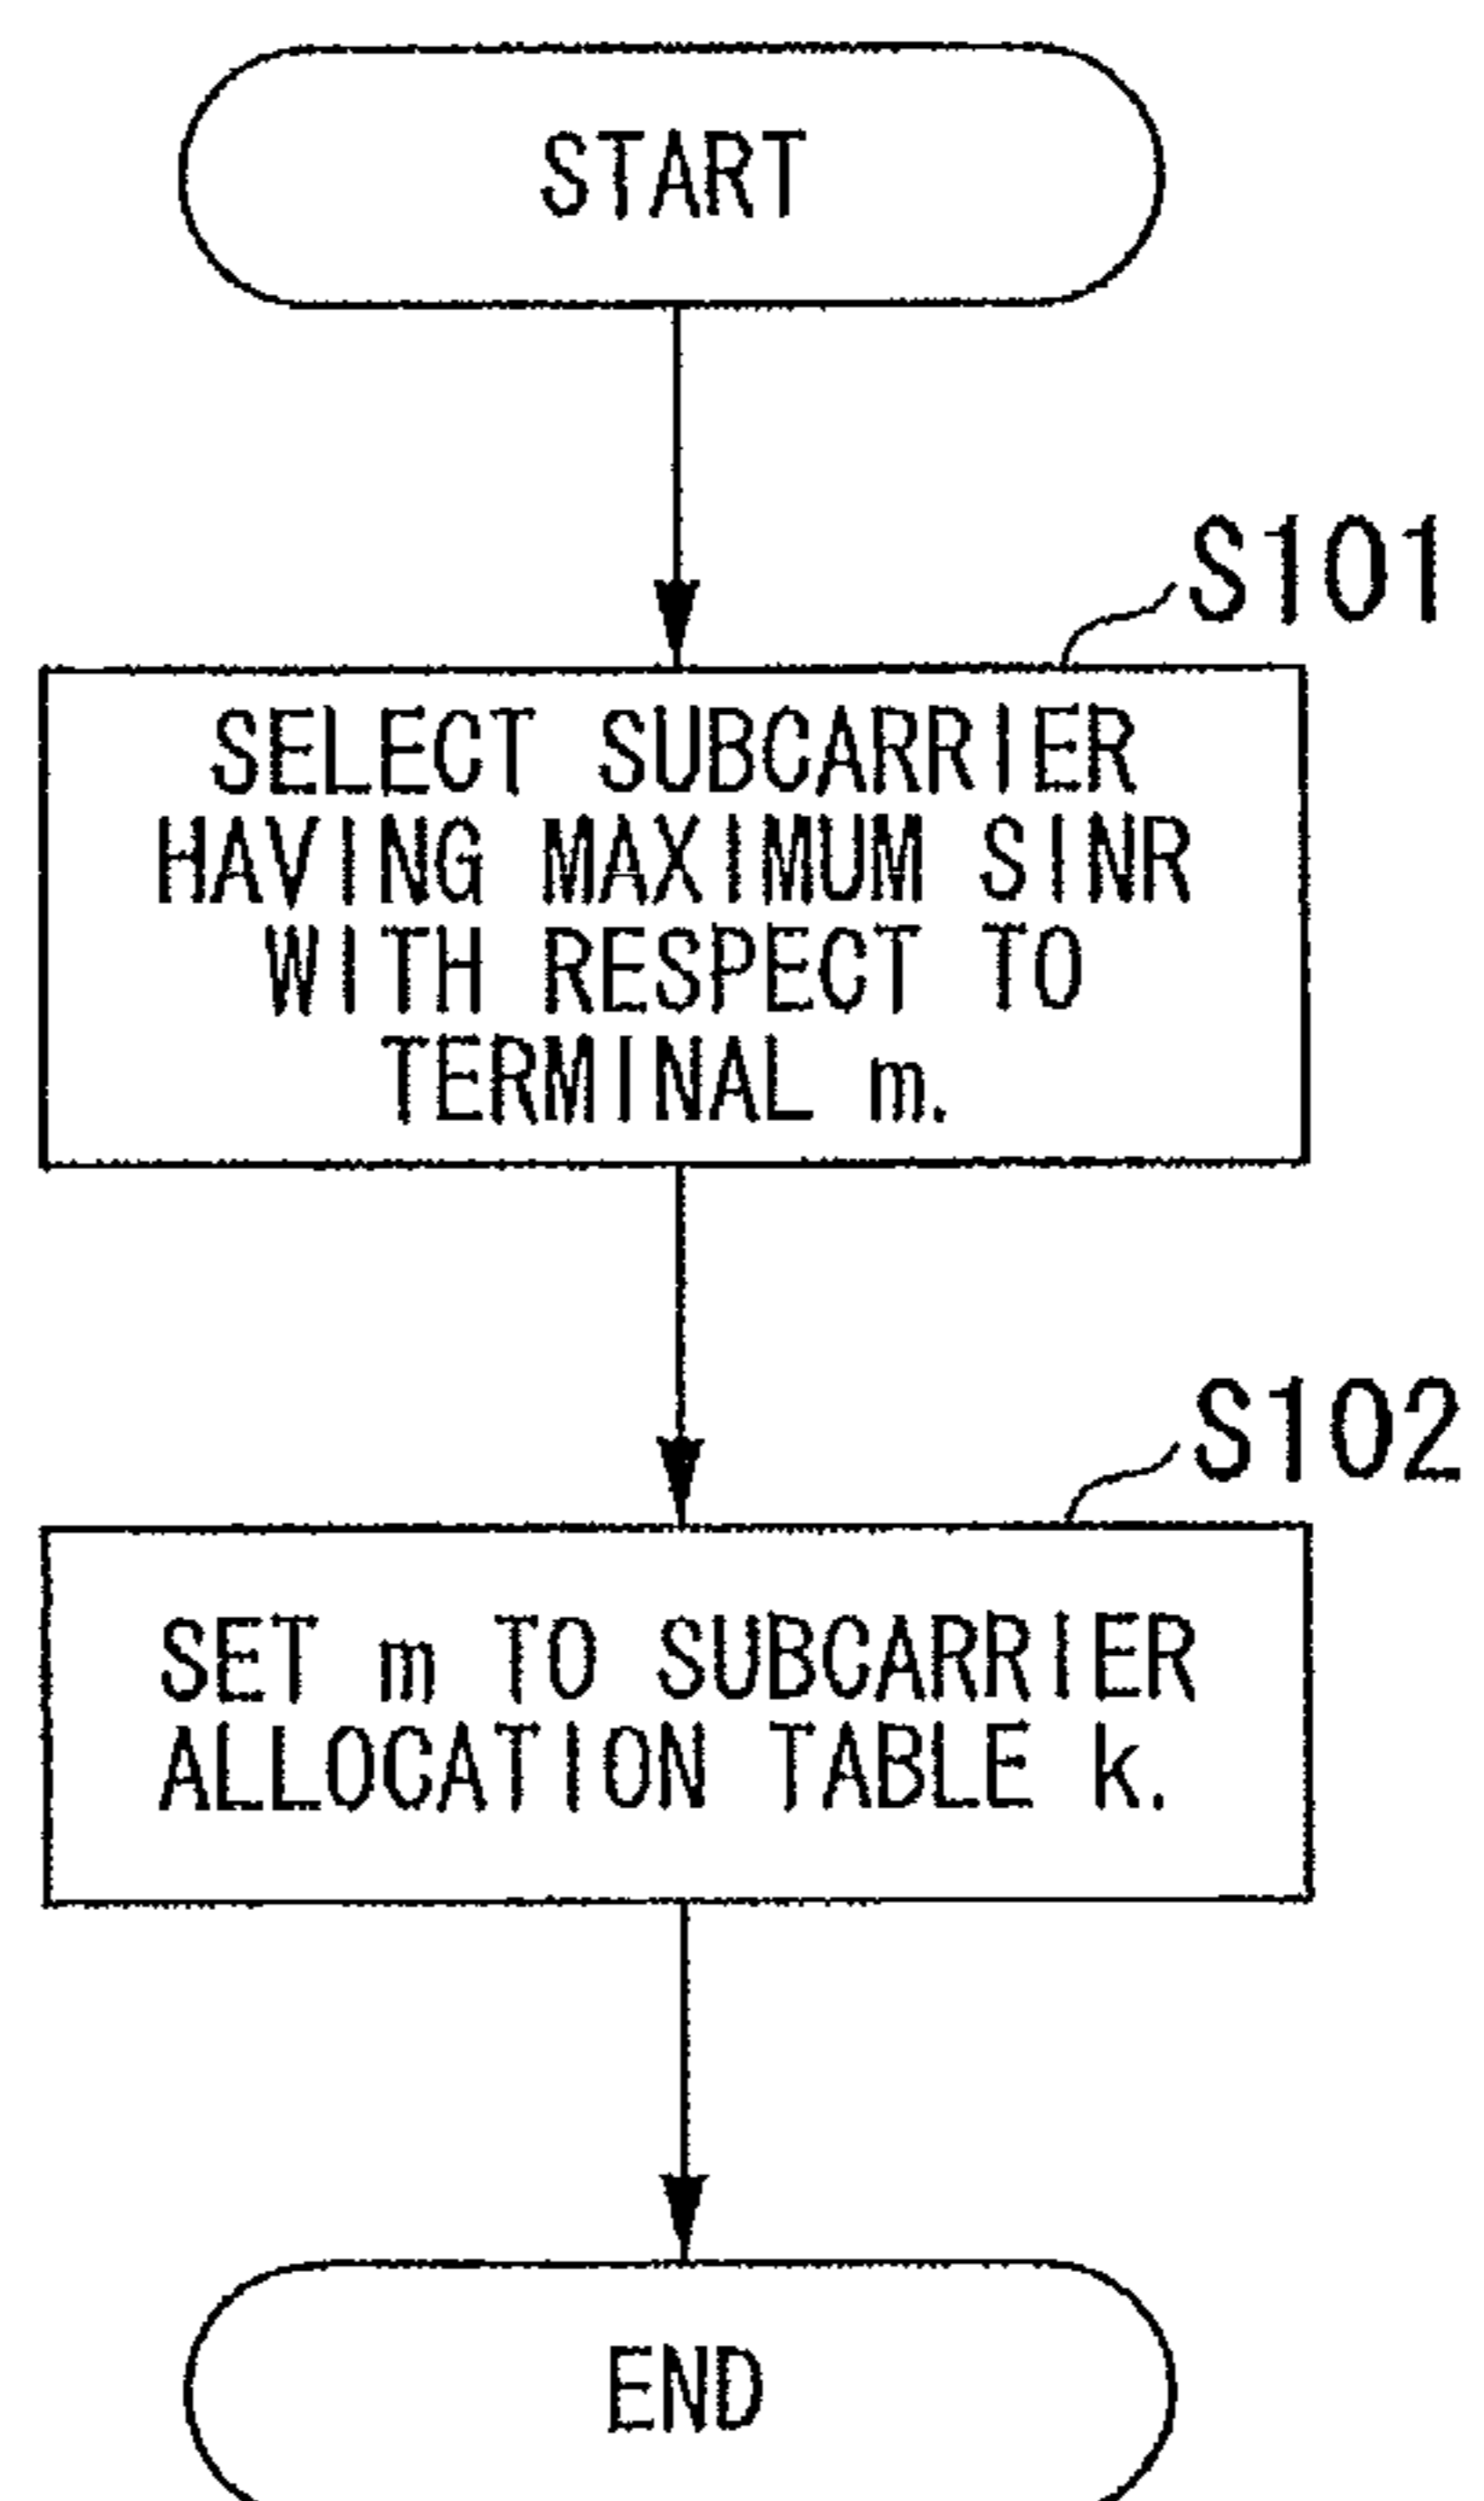 START
S101
SELECT SUBCARRIER
HAVING MAXIMUM SINR
WITH RESPECT TO
TERMINAL m.
S102
SET m TO SUBCARRIER
ALLOCATION TABLE k.
END